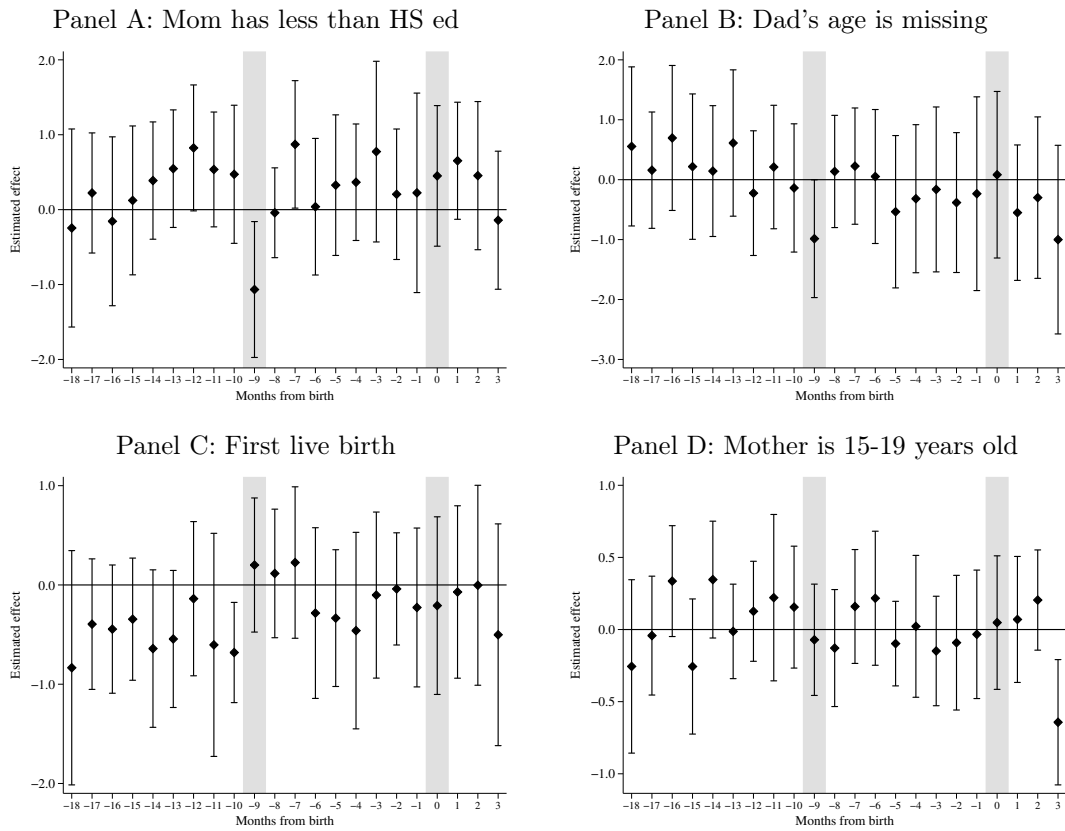 Panel A: Mom has less than HS ed
2.0
1.0
0.0
−1.0
−2.0
Estimated effect
−18 −17 −16 −15 −14 −13 −12 −11 −10 −9 −8 −7 −6 −5 −4 −3 −2 −1 0 1 2 3
Months from birth
Panel B: Dad's age is missing
2.0
1.0
0.0
−1.0
−2.0
−3.0
Estimated effect
−18 −17 −16 −15 −14 −13 −12 −11 −10 −9 −8 −7 −6 −5 −4 −3 −2 −1 0 1 2 3
Months from birth
Panel C: First live birth
1.0
0.0
−1.0
−2.0
Estimated effect
−18 −17 −16 −15 −14 −13 −12 −11 −10 −9 −8 −7 −6 −5 −4 −3 −2 −1 0 1 2 3
Months from birth
Panel D: Mother is 15-19 years old
1.0
0.5
0.0
−0.5
−1.0
Estimated effect
−18 −17 −16 −15 −14 −13 −12 −11 −10 −9 −8 −7 −6 −5 −4 −3 −2 −1 0 1 2 3
Months from birth